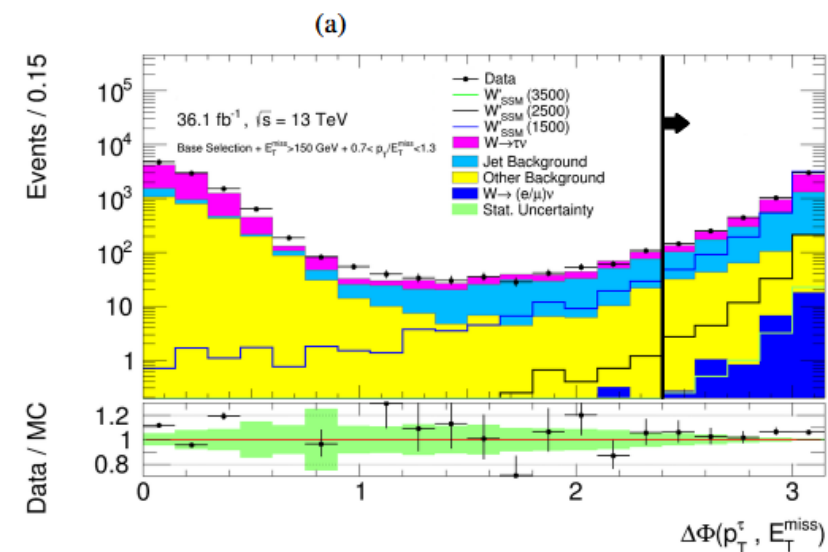 (a)
Events / 0.15
10⁵
10⁴
10³
10²
10
1
36.1 fb⁻¹, √s = 13 TeV
Base Selection + E_T^miss>150 GeV + 0.7< p_T/E_T^miss<1.3
Data
W'_SSM (3500)
W'_SSM (2500)
W'_SSM (1500)
W→τν
Jet Background
Other Background
W→ (e/μ)ν
Stat. Uncertainty
Data / MC
1.2
1
0.8
0 1 2 3
ΔΦ(p_T^τ , E_T^miss)